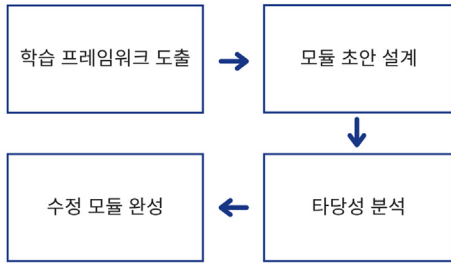 학습 프레임워크 도출
모듈 초안 설계
타당성 분석
수정 모듈 완성